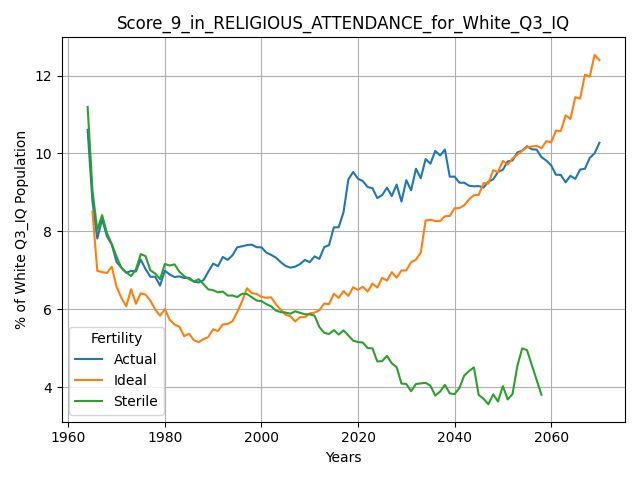 Score_9_in_RELIGIOUS_ATTENDANCE_for_White_Q3_IQ
% of White Q3_IQ Population
12
10
8
6
4
Fertility
Actual
Ideal
Sterile
1960
1980
2000
2020
2040
2060
Years